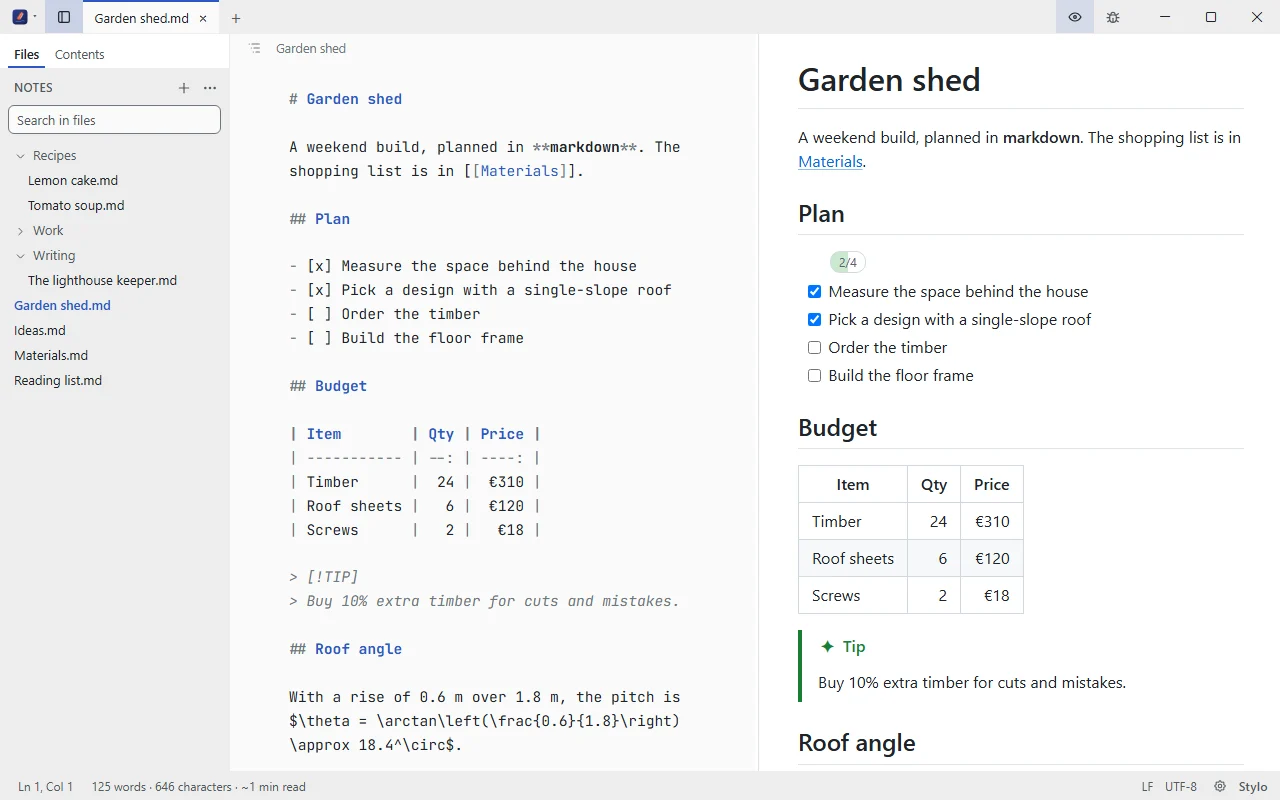 Garden shed.md
Files Contents
NOTES
Search in files
Recipes
Lemon cake.md
Tomato soup.md
Work
Writing
The lighthouse keeper.md
Garden shed.md
Ideas.md
Materials.md
Reading list.md
Garden shed
# Garden shed
A weekend build, planned in **markdown**. The
shopping list is in [[Materials]].
## Plan
- [x] Measure the space behind the house
- [x] Pick a design with a single-slope roof
- [ ] Order the timber
- [ ] Build the floor frame
## Budget
| Item        | Qty | Price |
| ----------- | --: | ----: |
| Timber      |  24 |  €310 |
| Roof sheets |   6 |  €120 |
| Screws      |   2 |   €18 |
> [!TIP]
> Buy 10% extra timber for cuts and mistakes.
## Roof angle
With a rise of 0.6 m over 1.8 m, the pitch is
$\theta = \arctan\left(\frac{0.6}{1.8}\right)
\approx 18.4^\circ$.
Garden shed
A weekend build, planned in markdown. The shopping list is in
Materials.
Plan
2/4
Measure the space behind the house
Pick a design with a single-slope roof
Order the timber
Build the floor frame
Budget
Item Qty Price
Timber 24 €310
Roof sheets 6 €120
Screws 2 €18
Tip
Buy 10% extra timber for cuts and mistakes.
Roof angle
Ln 1, Col 1 125 words · 646 characters · ~1 min read LF UTF-8 Stylo